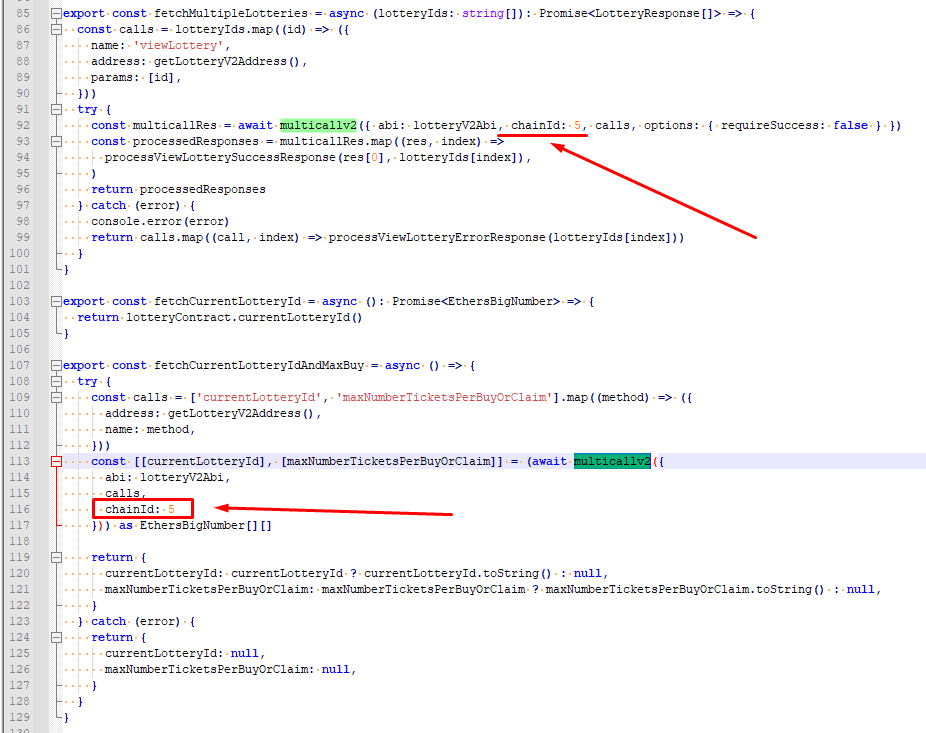 85 export const fetchMultipleLotteries = async (lotteryIds: string[]): Promise<LotteryResponse[]> => {
86   const calls = lotteryIds.map((id) => ({
87     name: 'viewLottery',
88     address: getLotteryV2Address(),
89     params: [id],
90   }))
91   try {
92     const multicallRes = await multicallv2({ abi: lotteryV2Abi, chainId: 5, calls, options: { requireSuccess: false } })
93     const processedResponses = multicallRes.map((res, index) =>
94       processViewLotterySuccessResponse(res[0], lotteryIds[index]),
95     )
96     return processedResponses
97   } catch (error) {
98     console.error(error)
99     return calls.map((call, index) => processViewLotteryErrorResponse(lotteryIds[index]))
100   }
101 }
102
103 export const fetchCurrentLotteryId = async (): Promise<EthersBigNumber> => {
104   return lotteryContract.currentLotteryId()
105 }
106
107 export const fetchCurrentLotteryIdAndMaxBuy = async () => {
108   try {
109     const calls = ['currentLotteryId', 'maxNumberTicketsPerBuyOrClaim'].map((method) => ({
110       address: getLotteryV2Address(),
111       name: method,
112     }))
113     const [[currentLotteryId], [maxNumberTicketsPerBuyOrClaim]] = (await multicallv2({
114       abi: lotteryV2Abi,
115       calls,
116       chainId: 5
117     })) as EthersBigNumber[][]
118
119     return {
120       currentLotteryId: currentLotteryId ? currentLotteryId.toString() : null,
121       maxNumberTicketsPerBuyOrClaim: maxNumberTicketsPerBuyOrClaim ? maxNumberTicketsPerBuyOrClaim.toString() : null,
122     }
123   } catch (error) {
124     return {
125       currentLotteryId: null,
126       maxNumberTicketsPerBuyOrClaim: null,
127     }
128   }
129 }